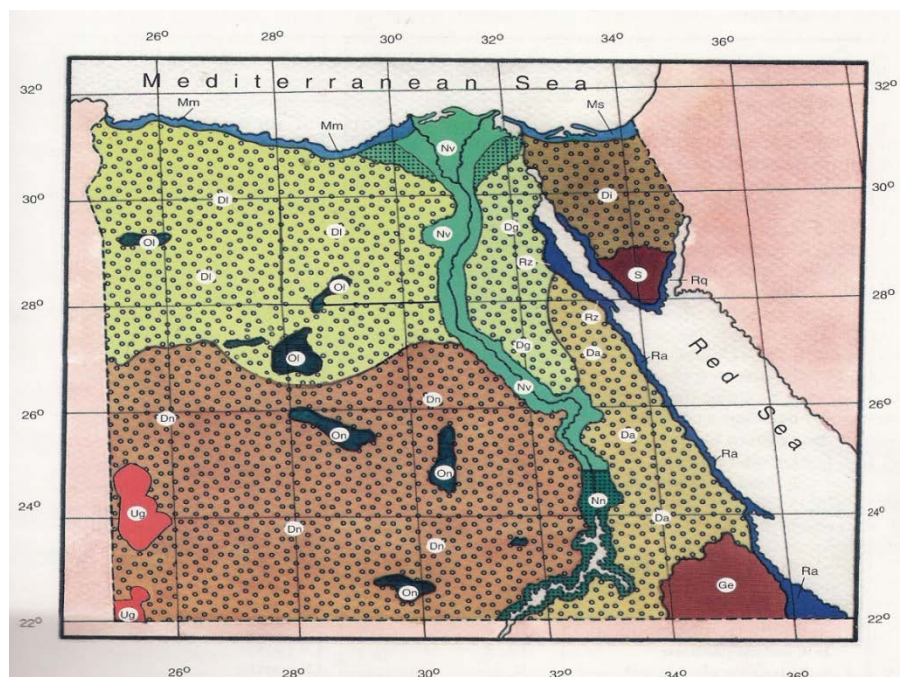 26° 28° 30° 32° 34° 36°
32° Mediterranean Sea 32°
Mm Ms
Mm
Nv
30° Dl Di 30°
Ol Dl Nv Dg
Dl Rz S Rq
Ol
28° Rz 28°
Ol Dg Da Ra
Red Sea
Nv
26° Dn Dn 26°
On Da
On Ra
24° Ug Nn Da 24°
Dn Dn
On Ge Ra
22° Ug 22°
26° 28° 30° 32° 34° 36°